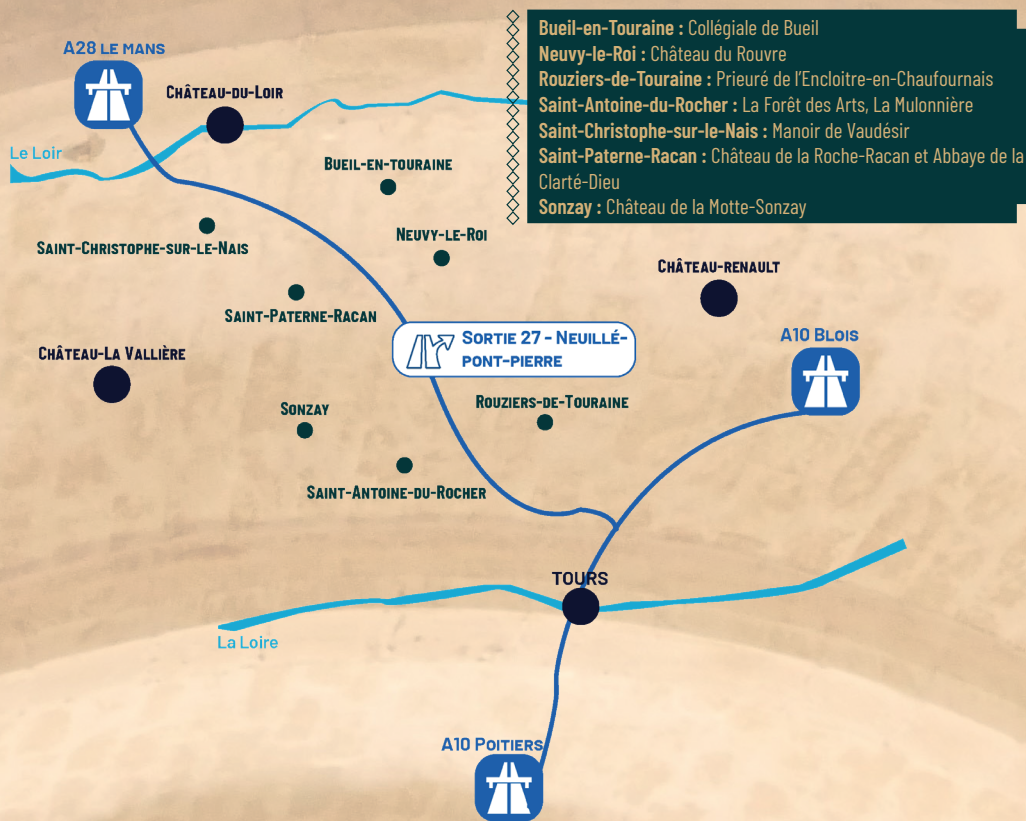 Bueil-en-Touraine : Collégiale de Bueil
Neuvy-le-Roi : Château du Rouvre
Rouziers-de-Touraine : Prieuré de l'Encloitre-en-Chaufournais
Saint-Antoine-du-Rocher : La Forêt des Arts, La Mulonnière
Saint-Christophe-sur-le-Nais : Manoir de Vaudésir
Saint-Paterne-Racan : Château de la Roche-Racan et Abbaye de la
Clarté-Dieu
Sonzay : Château de la Motte-Sonzay
A28 LE MANS
CHÂTEAU-DU-LOIR
Le Loir
BUEIL-EN-TOURAINE
SAINT-CHRISTOPHE-SUR-LE-NAIS
NEUVY-LE-ROI
CHÂTEAU-RENAULT
SAINT-PATERNE-RACAN
SORTIE 27 - NEUILLÉ-
PONT-PIERRE
A10 BLOIS
CHÂTEAU-LA VALLIÈRE
SONZAY
ROUZIERS-DE-TOURAINE
SAINT-ANTOINE-DU-ROCHER
TOURS
La Loire
A10 POITIERS